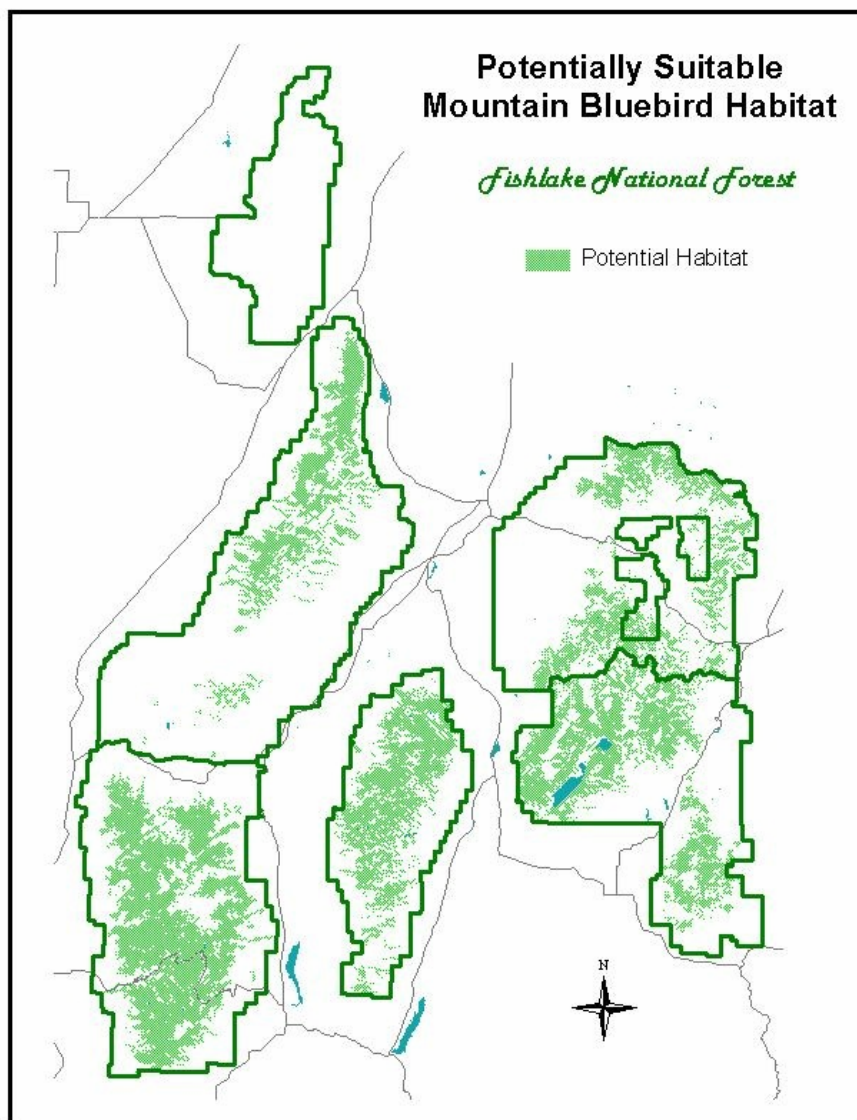 Potentially Suitable
Mountain Bluebird Habitat
Fishlake National Forest
Potential Habitat
N